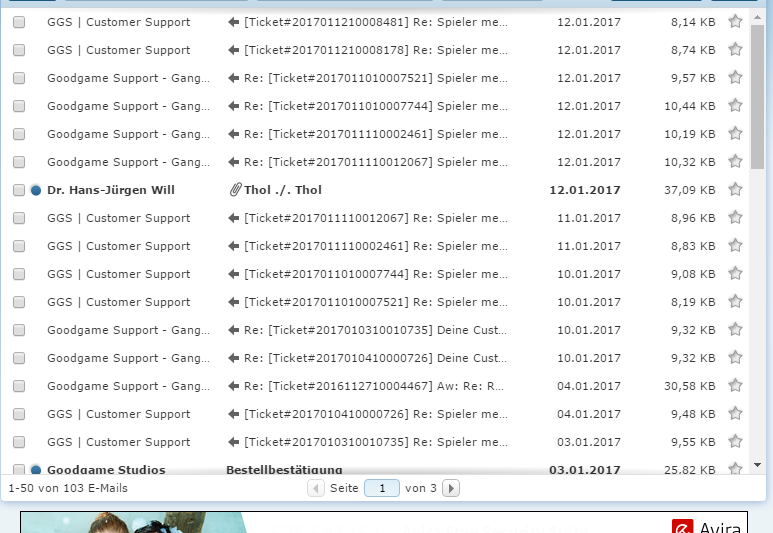 GGS | Customer Support [Ticket#2017011210008481] Re: Spieler me... 12.01.2017 8,14 KB
GGS | Customer Support [Ticket#2017011210008178] Re: Spieler me... 12.01.2017 8,74 KB
Goodgame Support - Gang... Re: [Ticket#2017011010007521] Spieler me... 12.01.2017 9,57 KB
Goodgame Support - Gang... Re: [Ticket#2017011010007744] Spieler me... 12.01.2017 10,44 KB
Goodgame Support - Gang... Re: [Ticket#2017011110002461] Spieler me... 12.01.2017 10,19 KB
Goodgame Support - Gang... Re: [Ticket#2017011110012067] Spieler me... 12.01.2017 10,32 KB
Dr. Hans-Jürgen Will Thol ./. Thol 12.01.2017 37,09 KB
GGS | Customer Support [Ticket#2017011110012067] Re: Spieler me... 11.01.2017 8,96 KB
GGS | Customer Support [Ticket#2017011110002461] Re: Spieler me... 11.01.2017 8,83 KB
GGS | Customer Support [Ticket#2017011010007744] Re: Spieler me... 10.01.2017 9,08 KB
GGS | Customer Support [Ticket#2017011010007521] Re: Spieler me... 10.01.2017 8,19 KB
Goodgame Support - Gang... Re: [Ticket#2017010310010735] Deine Cust... 10.01.2017 9,32 KB
Goodgame Support - Gang... Re: [Ticket#2017010410000726] Deine Cust... 10.01.2017 9,32 KB
Goodgame Support - Gang... Re: [Ticket#2016112710004467] Aw: Re: R... 04.01.2017 30,58 KB
GGS | Customer Support [Ticket#2017010410000726] Re: Spieler me... 04.01.2017 9,48 KB
GGS | Customer Support [Ticket#2017010310010735] Re: Spieler me... 03.01.2017 9,55 KB
Goodgame Studios Bestellbestätigung 03.01.2017 25,82 KB
1-50 von 103 E-Mails Seite 1 von 3
Avira